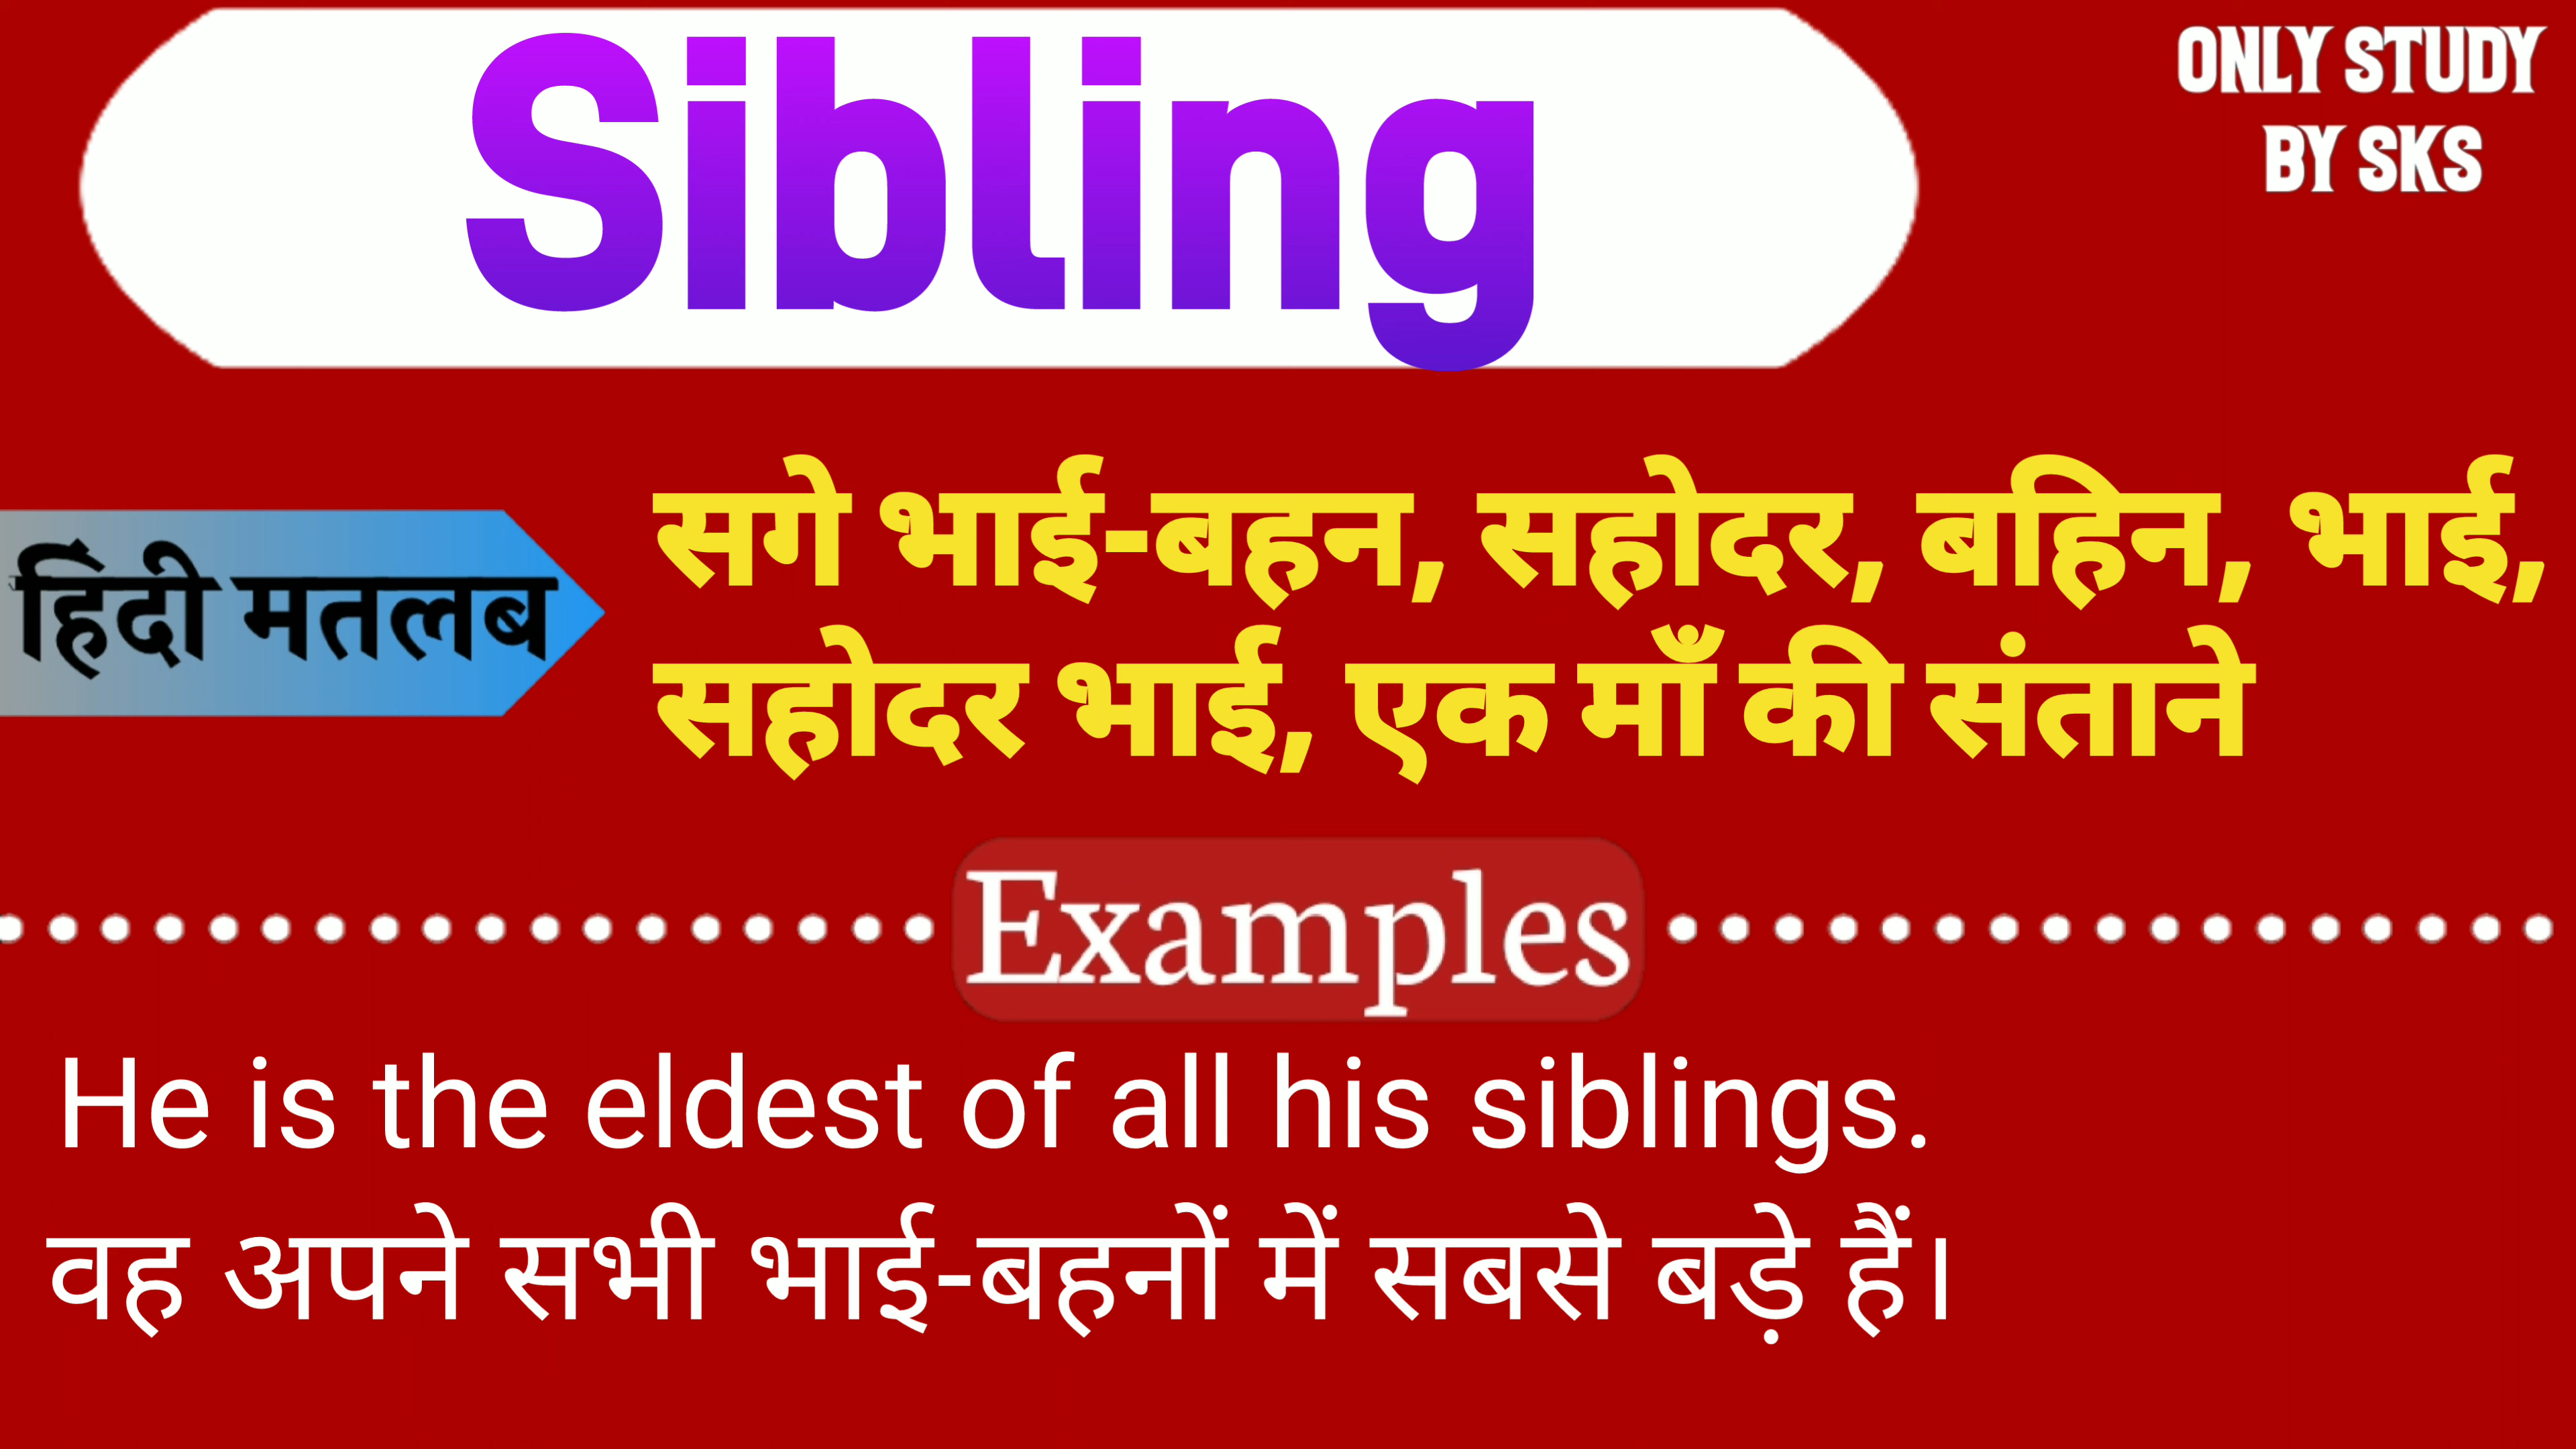 Sibling
ONLY STUDY
BY SKS
हिंदी मतलब
सगे भाई-बहन, सहोदर, बहिन, भाई,
सहोदर भाई, एक माँ की संताने
Examples
He is the eldest of all his siblings.
वह अपने सभी भाई-बहनों में सबसे बड़े हैं।